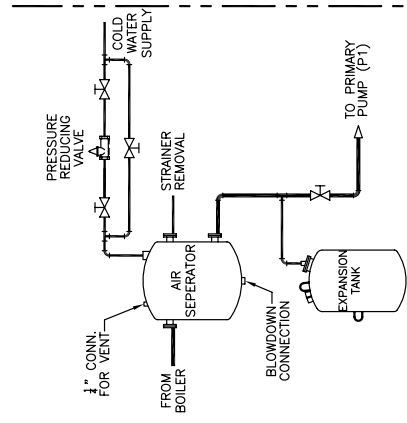 COLD
WATER
SUPPLY
PRESSURE
REDUCING
VALVE
STRAINER
REMOVAL
TO PRIMARY
PUMP (P1)
AIR
SEPERATOR
EXPANSION
TANK
¼" CONN.
FOR VENT
FROM
BOILER
BLOWDOWN
CONNECTION